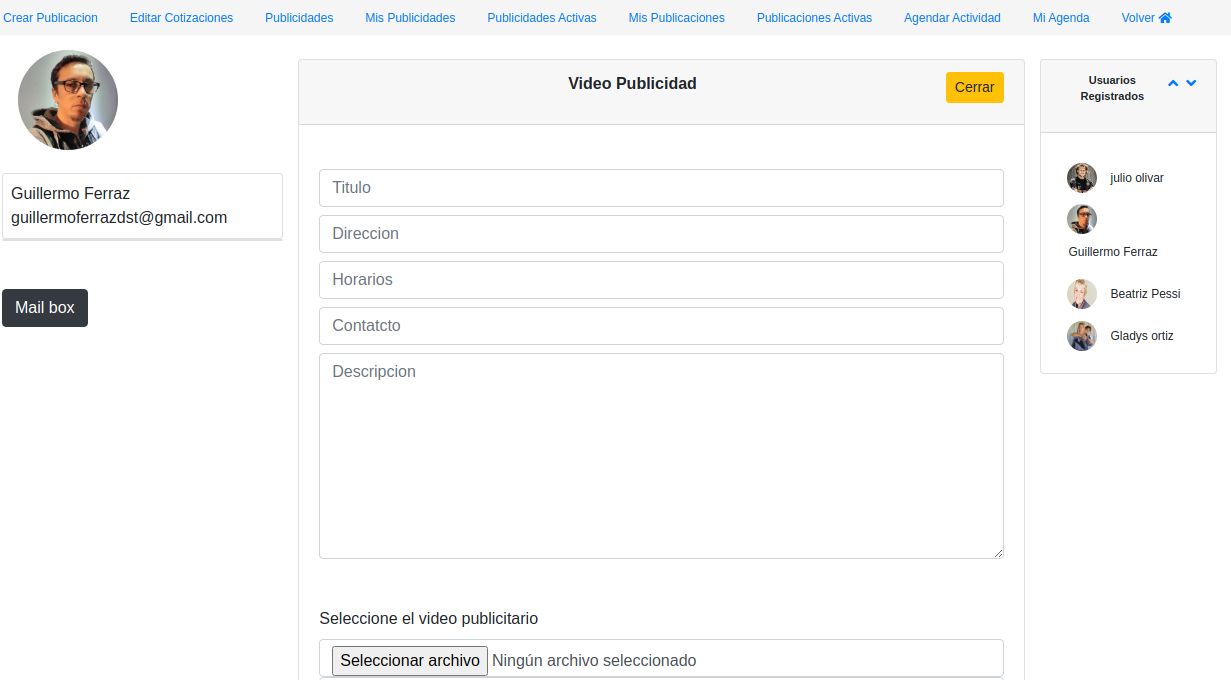 Crear Publicacion Editar Cotizaciones Publicidades Mis Publicidades Publicidades Activas Mis Publicaciones Publicaciones Activas Agendar Actividad Mi Agenda Volver
Guillermo Ferraz
guillermoferrazdst@gmail.com
Mail box
Video Publicidad
Cerrar
Titulo
Direccion
Horarios
Contatcto
Descripcion
Seleccione el video publicitario
Seleccionar archivo Ningún archivo seleccionado
Usuarios
Registrados
julio olivar
Guillermo Ferraz
Beatriz Pessi
Gladys ortiz